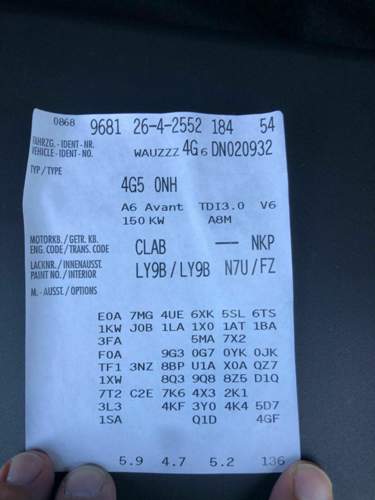 0868 9681 26-4-2552 184 54
FAHRZG.-IDENT-NR.
VEHICLE-IDENT-NO. WAUZZZ 4G6 DN020932
TYP/TYPE
4G5 0NH
A6 Avant TDI3.0 V6
150 KW A8M
MOTORKB./GETR.KB.
ENG.CODE/TRANS.CODE CLAB --- NKP
LACKNR./INNENAUSST.
PAINT NO./INTERIOR LY9B/LY9B N7U/FZ
M.-AUSST./OPTIONS
E0A 7MG 4UE 6XK 5SL 6TS
1KW J0B 1LA 1X0 1AT 1BA
3FA 5MA 7X2
F0A 9G3 0G7 0YK 0JK
TF1 3NZ 8BP U1A X0A QZ7
1XW 8Q3 9Q8 8Z5 D1Q
7T2 C2E 7K6 4X3 2K1
3L3 4KF 3Y0 4K4 5D7
1SA Q1D 4GF
5.9 4.7 5.2 136